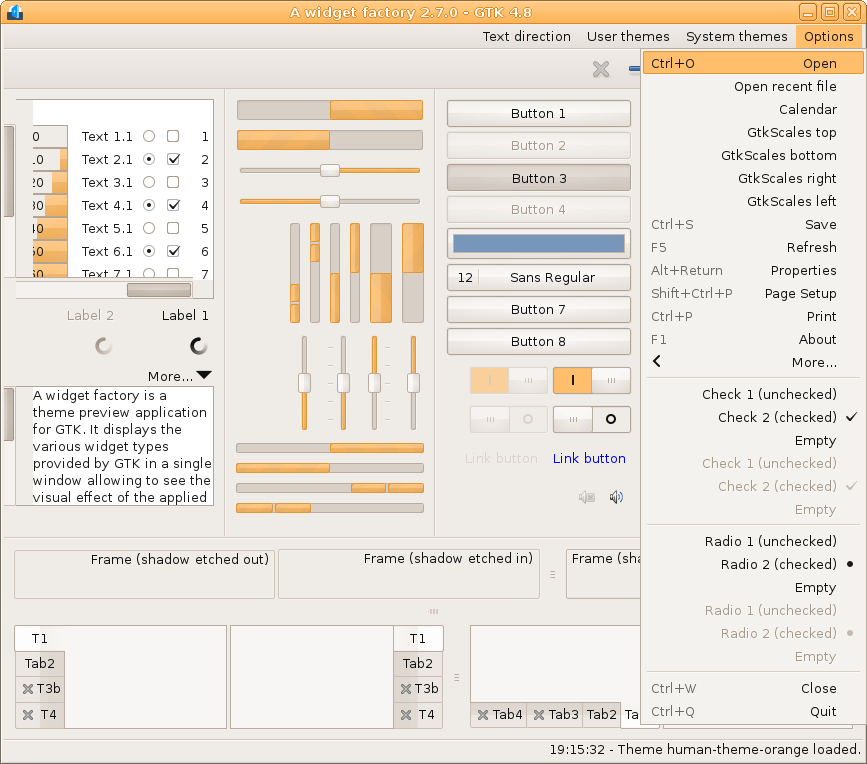 A widget factory 2.7.0 - GTK 4.8
Text direction User themes System themes Options
Ctrl+O Open
Open recent file
Calendar
GtkScales top
GtkScales bottom
GtkScales right
GtkScales left
Ctrl+S Save
F5 Refresh
Alt+Return Properties
Shift+Ctrl+P Page Setup
Ctrl+P Print
F1 About
More...
Check 1 (unchecked)
Check 2 (checked)
Empty
Check 1 (unchecked)
Check 2 (checked)
Empty
Radio 1 (unchecked)
Radio 2 (checked)
Empty
Radio 1 (unchecked)
Radio 2 (checked)
Empty
Ctrl+W Close
Ctrl+Q Quit
0 Text 1.1 1
10 Text 2.1 2
20 Text 3.1 3
30 Text 4.1 4
40 Text 5.1 5
50 Text 6.1 6
60 Text 7.1 7
Label 2 Label 1
More...
A widget factory is a
theme preview application
for GTK. It displays the
various widget types
provided by GTK in a single
window allowing to see the
visual effect of the applied
Button 1
Button 2
Button 3
Button 4
12 Sans Regular
Button 7
Button 8
Link button Link button
Frame (shadow etched out) Frame (shadow etched in) Frame (sha
T1
Tab2
T3b
T4
T1
Tab2
T3b
T4
Tab4 Tab3 Tab2 Ta
19:15:32 - Theme human-theme-orange loaded.